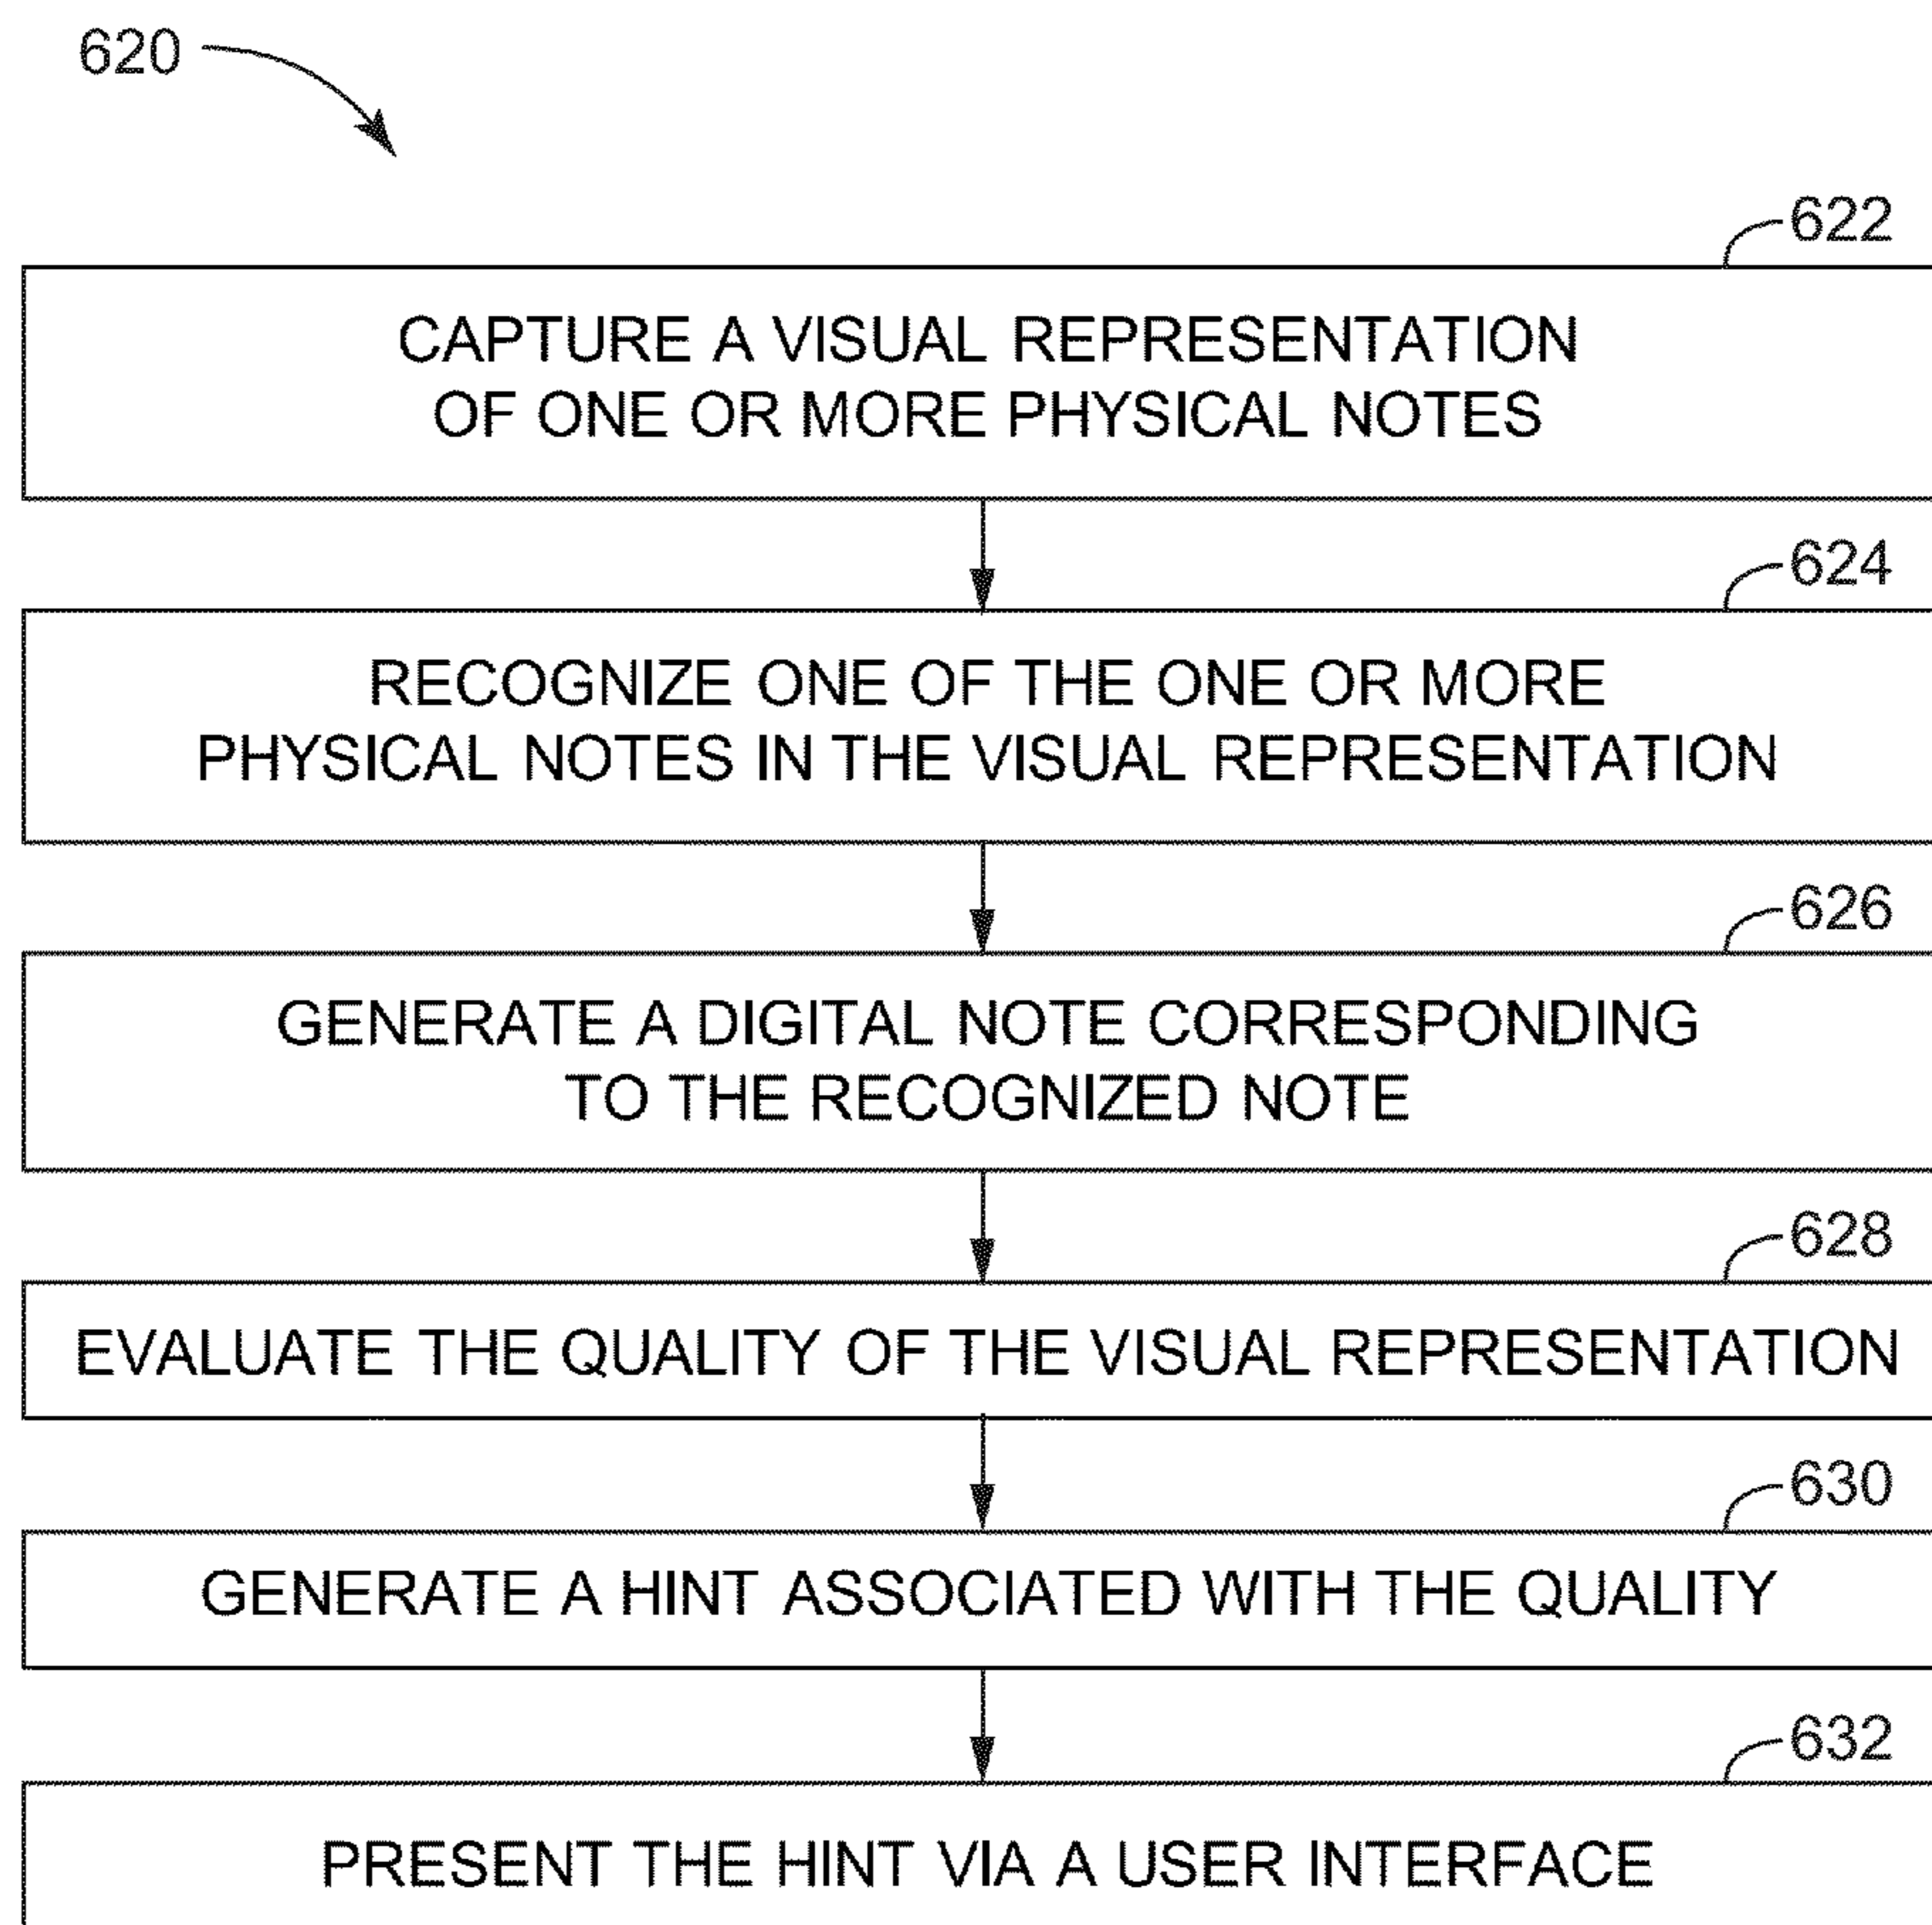 620
622
CAPTURE A VISUAL REPRESENTATION
OF ONE OR MORE PHYSICAL NOTES
624
RECOGNIZE ONE OF THE ONE OR MORE
PHYSICAL NOTES IN THE VISUAL REPRESENTATION
626
GENERATE A DIGITAL NOTE CORRESPONDING
TO THE RECOGNIZED NOTE
628
EVALUATE THE QUALITY OF THE VISUAL REPRESENTATION
630
GENERATE A HINT ASSOCIATED WITH THE QUALITY
632
PRESENT THE HINT VIA A USER INTERFACE